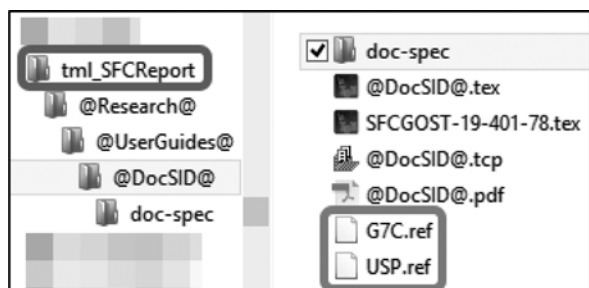 tml_SFCReport
@Research@
@UserGuides@
@DocSID@
doc-spec
doc-spec
@DocSID@.tex
SFCGOST-19-401-78.tex
@DocSID@.tcp
@DocSID@.pdf
G7C.ref
USP.ref